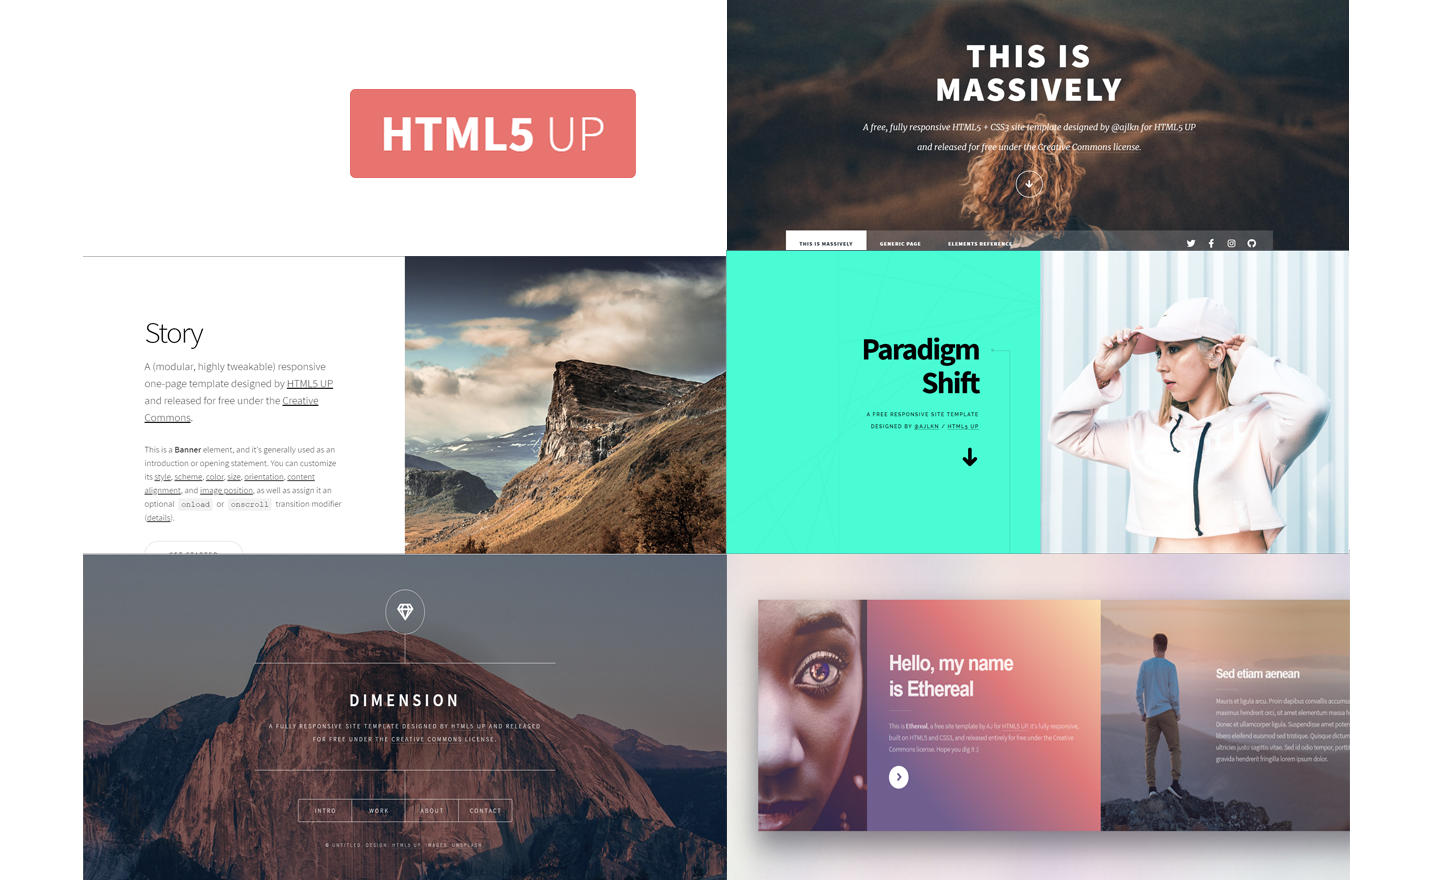 HTML5 UP
THIS IS
MASSIVELY
A free, fully responsive HTML5 + CSS3 site template designed by @ajlkn for HTML5 UP
and released for free under the Creative Commons license.
THIS IS MASSIVELY
GENERIC PAGE
ELEMENTS REFERENCE
Story
A (modular, highly tweakable) responsive
one-page template designed by HTML5 UP
and released for free under the Creative
Commons.
This is a Banner element, and it's generally used as an
introduction or opening statement. You can customize
its style, scheme, color, size, orientation, content
alignment, and image position, as well as assign it an
optional onload or onscroll transition modifier
(details).
Paradigm
Shift
A FREE RESPONSIVE SITE TEMPLATE
DESIGNED BY @AJLKN / HTML5 UP
DIMENSION
A FULLY RESPONSIVE SITE TEMPLATE DESIGNED BY HTML5 UP AND RELEASED
FOR FREE UNDER THE CREATIVE COMMONS LICENSE.
INTRO
WORK
ABOUT
CONTACT
© UNTITLED. DESIGN: HTML5 UP. IMAGES: UNSPLASH.
Hello, my name
is Ethereal
This is Ethereal, a free site template by AJ for HTML5 UP. It's fully responsive,
built on HTML5 and CSS3, and released entirely for free under the Creative
Commons license. Hope you dig it :)
Sed etiam aenean
Mauris et ligula arcu. Proin dapibus convallis accums
maximus hendrerit orci, sit amet elementum massa h
Donec et ullamcorper ligula. Suspendisse amet poten
libero eleifend euismod sed tristique. Quisque dictum
ultricies justo sagittis vitae. Sed id odio tempor, portti
gravida hendrerit fringilla lorem ipsum dolor.